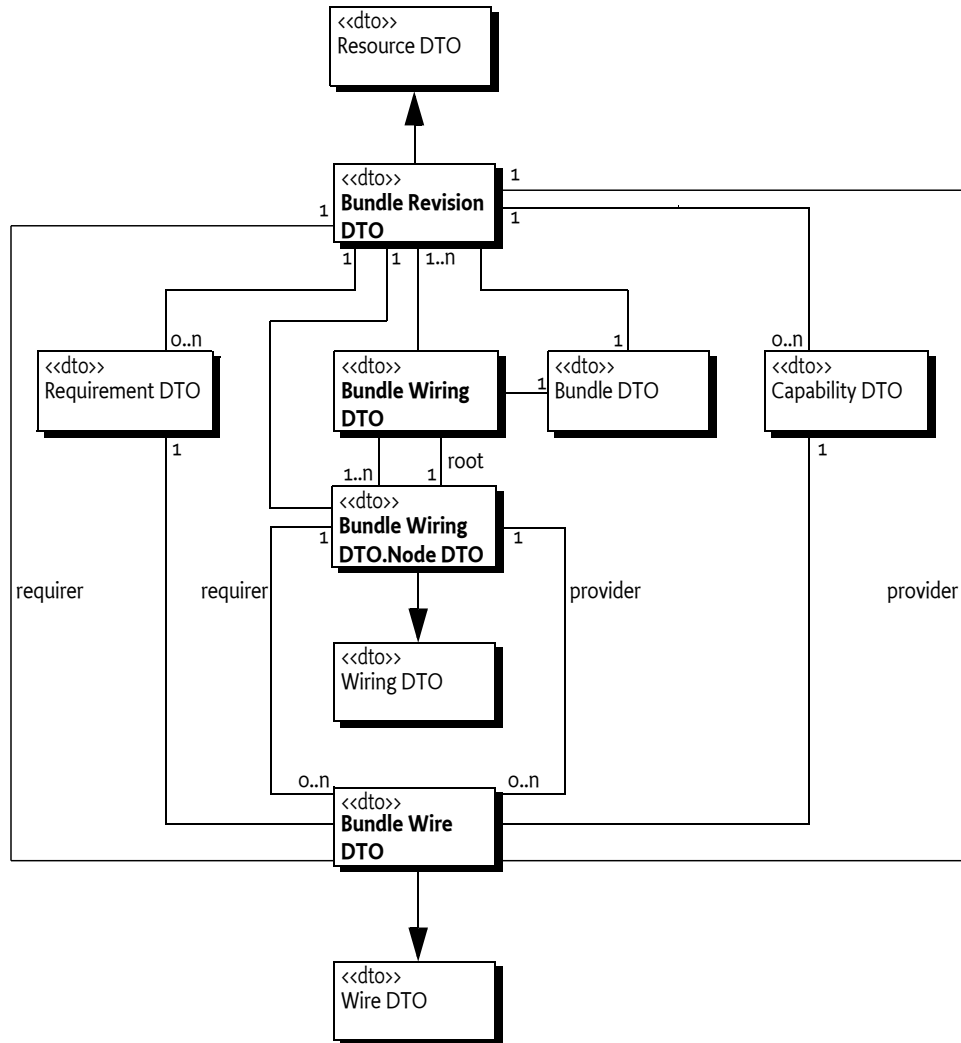 <<dto>>
Resource DTO
1
<<dto>>
Bundle Revision
DTO
1
1
1
1
1..n
o..n
1
o..n
<<dto>>
Requirement DTO
<<dto>>
Bundle Wiring
DTO
1
<<dto>>
Bundle DTO
<<dto>>
Capability DTO
1
1..n
1
root
1
<<dto>>
Bundle Wiring
DTO.Node DTO
1
1
requirer
requirer
provider
provider
<<dto>>
Wiring DTO
o..n
o..n
<<dto>>
Bundle Wire
DTO
<<dto>>
Wire DTO